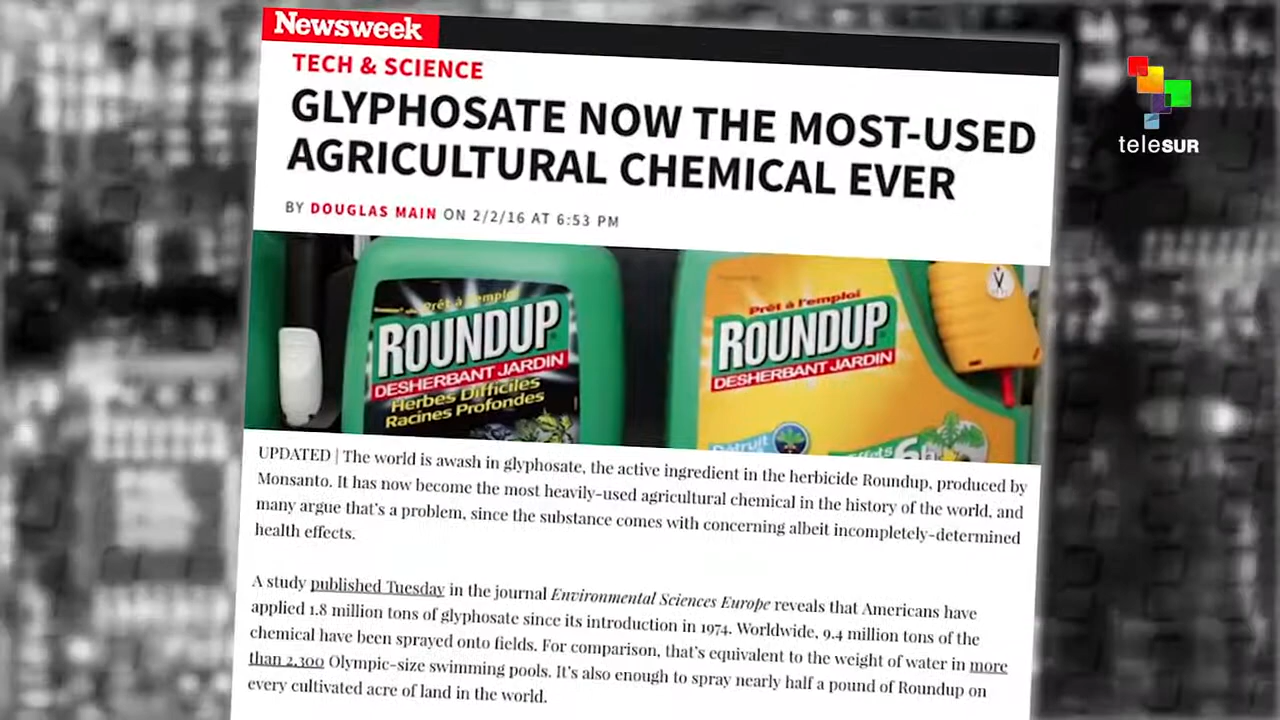 Newsweek
TECH & SCIENCE
GLYPHOSATE NOW THE MOST-USED
AGRICULTURAL CHEMICAL EVER
BY DOUGLAS MAIN ON 2/2/16 AT 6:53 PM
telesUR
Prêt à l'emploi
ROUNDUP
DESHERBANT JARDIN
Herbes Difficiles
Racines Profondes
Prêt à l'emploi
ROUNDUP
DESHERBANT JARDIN
Détruit
Effets 6h
UPDATED | The world is awash in glyphosate, the active ingredient in the herbicide Roundup, produced by
Monsanto. It has now become the most heavily-used agricultural chemical in the history of the world, and
many argue that's a problem, since the substance comes with concerning albeit incompletely-determined
health effects.
A study published Tuesday in the journal Environmental Sciences Europe reveals that Americans have
applied 1.8 million tons of glyphosate since its introduction in 1974. Worldwide, 9.4 million tons of the
chemical have been sprayed onto fields. For comparison, that's equivalent to the weight of water in more
than 2,300 Olympic-size swimming pools. It's also enough to spray nearly half a pound of Roundup on
every cultivated acre of land in the world.